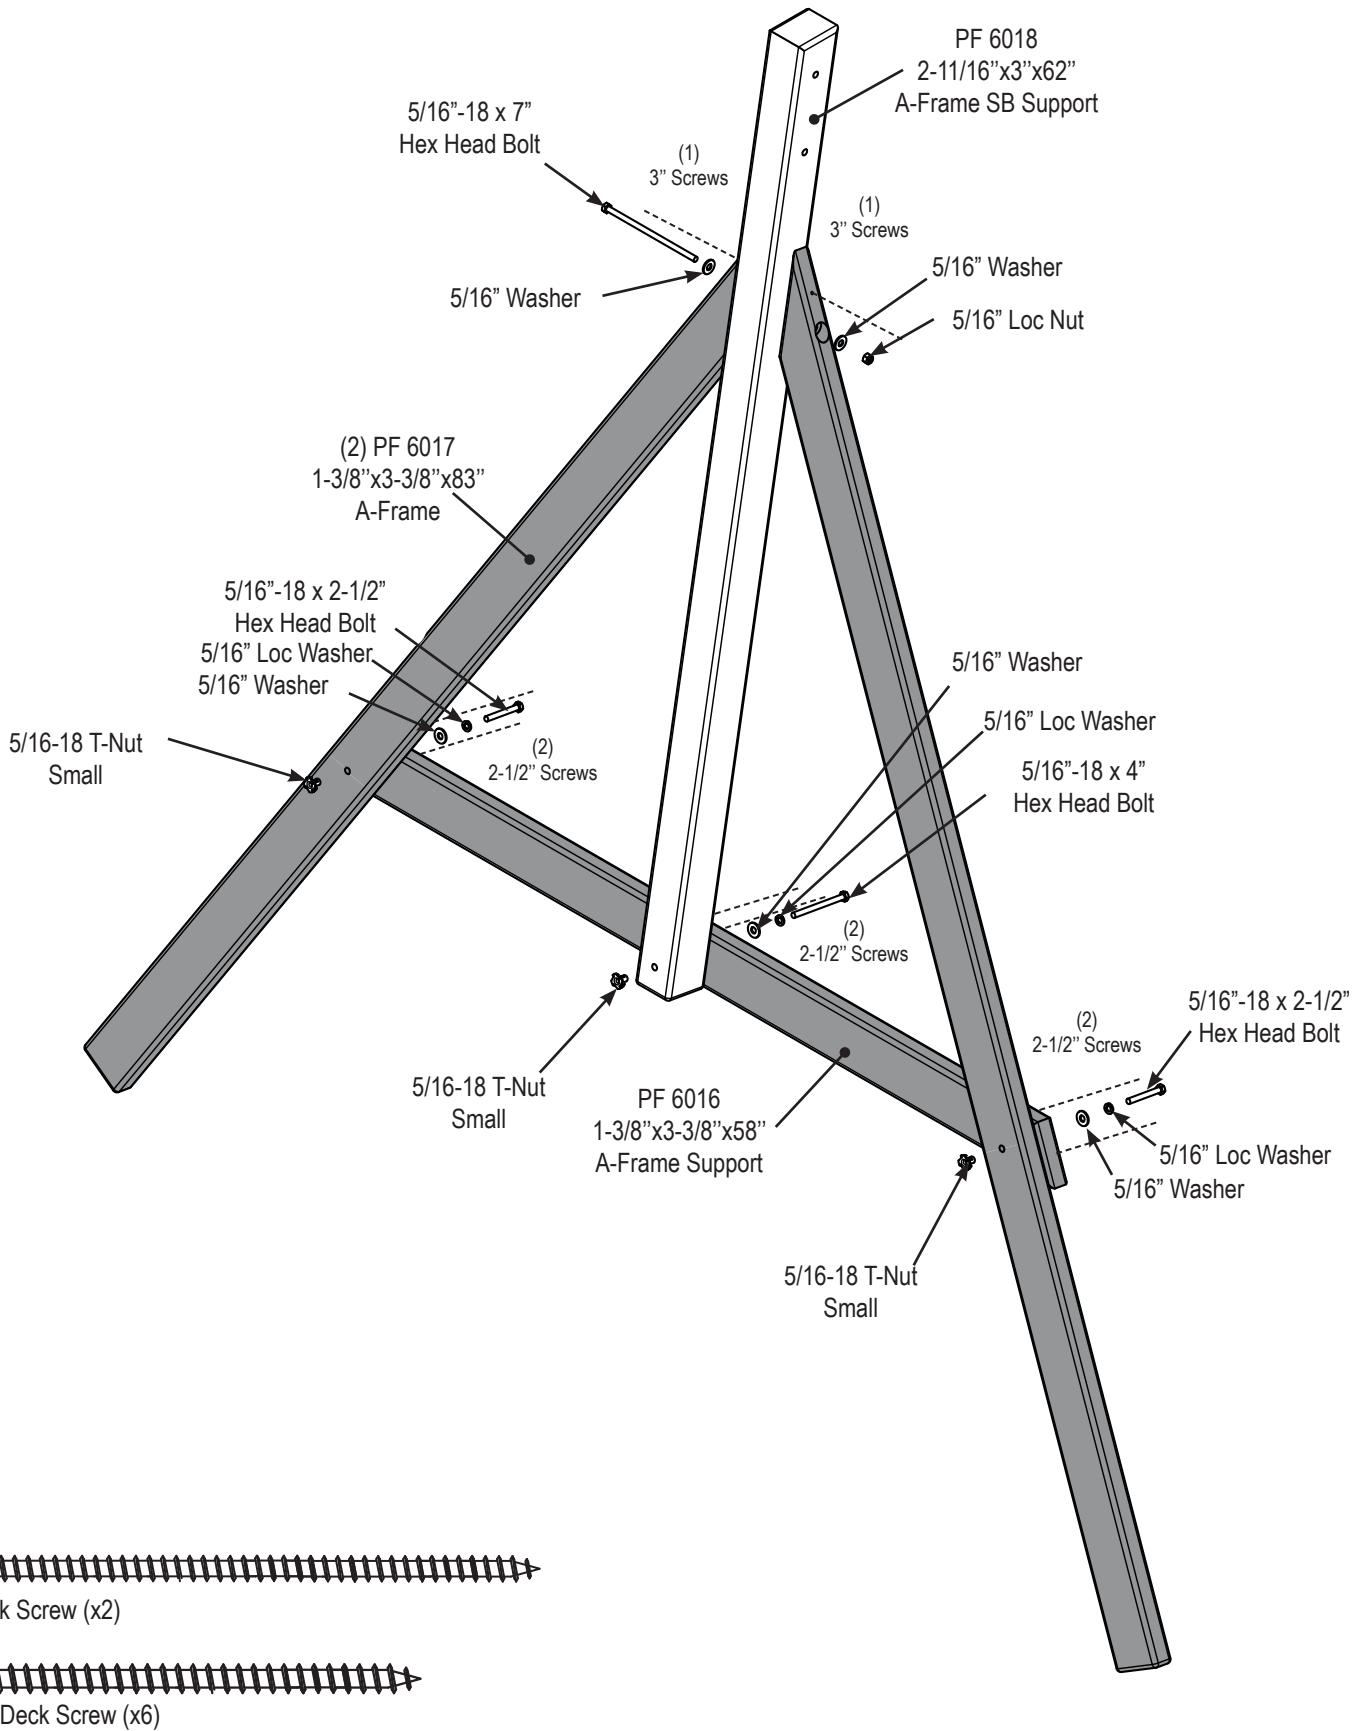 PF 6018
2-11/16’’x3’’x62’’
A-Frame SB Support
5/16”-18 x 7”
Hex Head Bolt
(1)
3’’ Screws
(1)
3’’ Screws
5/16” Washer
5/16” Washer
5/16” Loc Nut
(2) PF 6017
1-3/8’’x3-3/8’’x83’’
A-Frame
5/16”-18 x 2-1/2”
Hex Head Bolt
5/16” Loc Washer
5/16” Washer
5/16-18 T-Nut
Small
(2)
2-1/2’’ Screws
5/16” Washer
5/16” Loc Washer
5/16”-18 x 4”
Hex Head Bolt
(2)
2-1/2’’ Screws
5/16-18 T-Nut
Small
PF 6016
1-3/8’’x3-3/8’’x58’’
A-Frame Support
(2)
2-1/2’’ Screws
5/16”-18 x 2-1/2”
Hex Head Bolt
5/16” Loc Washer
5/16” Washer
5/16-18 T-Nut
Small
k Screw (x2)
Deck Screw (x6)